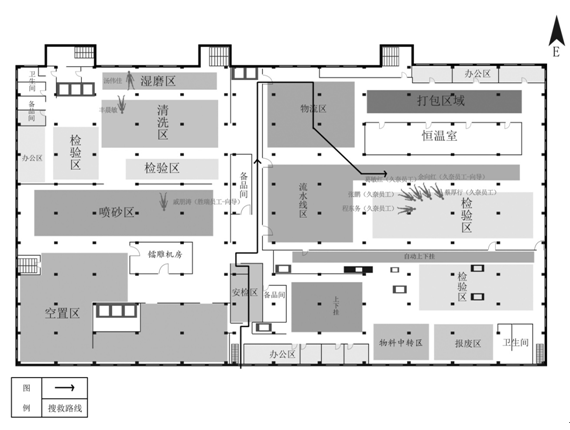 E
卫生间
湿磨区
办公区
备品间
清洗区
物流区
打包区域
恒温室
检验区
办公区
检验区
备品间
流水线区
检验区
喷砂区
镭雕机房
自动上下挂
安检区
备品间
检验区
空置区
上下挂
物料中转区
报废区
卫生间
办公区
图例
搜救路线